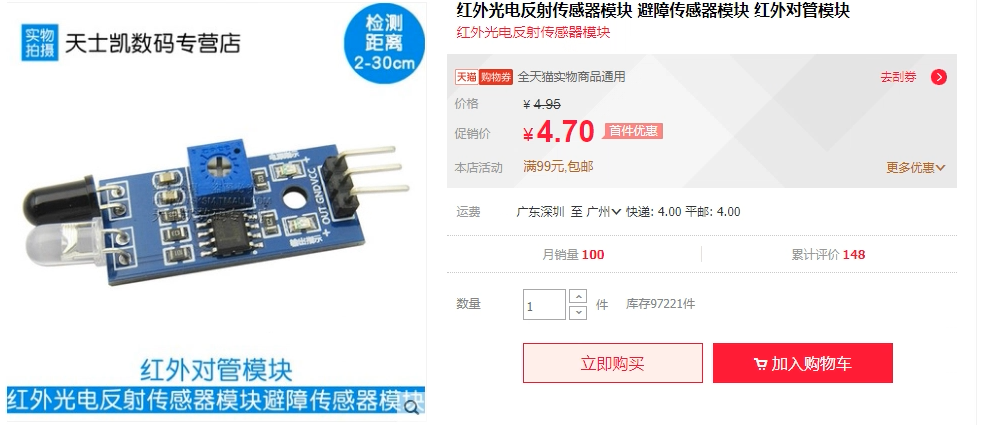 实物
拍摄
天士凯数码专营店
检测
距离
2-30cm
OUT GND VCC
输出指示
红外对管模块
红外光电反射传感器模块避障传感器模块
红外光电反射传感器模块 避障传感器模块 红外对管模块
红外光电反射传感器模块
天猫 购物券 全天猫实物商品通用 去刮券
价格 ¥ 4.95
促销价 ¥ 4.70 首件优惠
本店活动 满99元,包邮 更多优惠
运费 广东深圳 至 广州 快递: 4.00 平邮: 4.00
月销量 100 累计评价 148
数量 1 件 库存97221件
立即购买 加入购物车